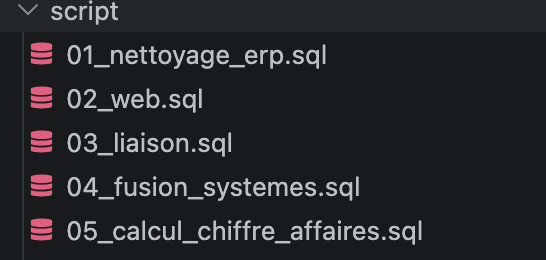 script
01_nettoyage_erp.sql
02_web.sql
03_liaison.sql
04_fusion_systemes.sql
05_calcul_chiffre_affaires.sql